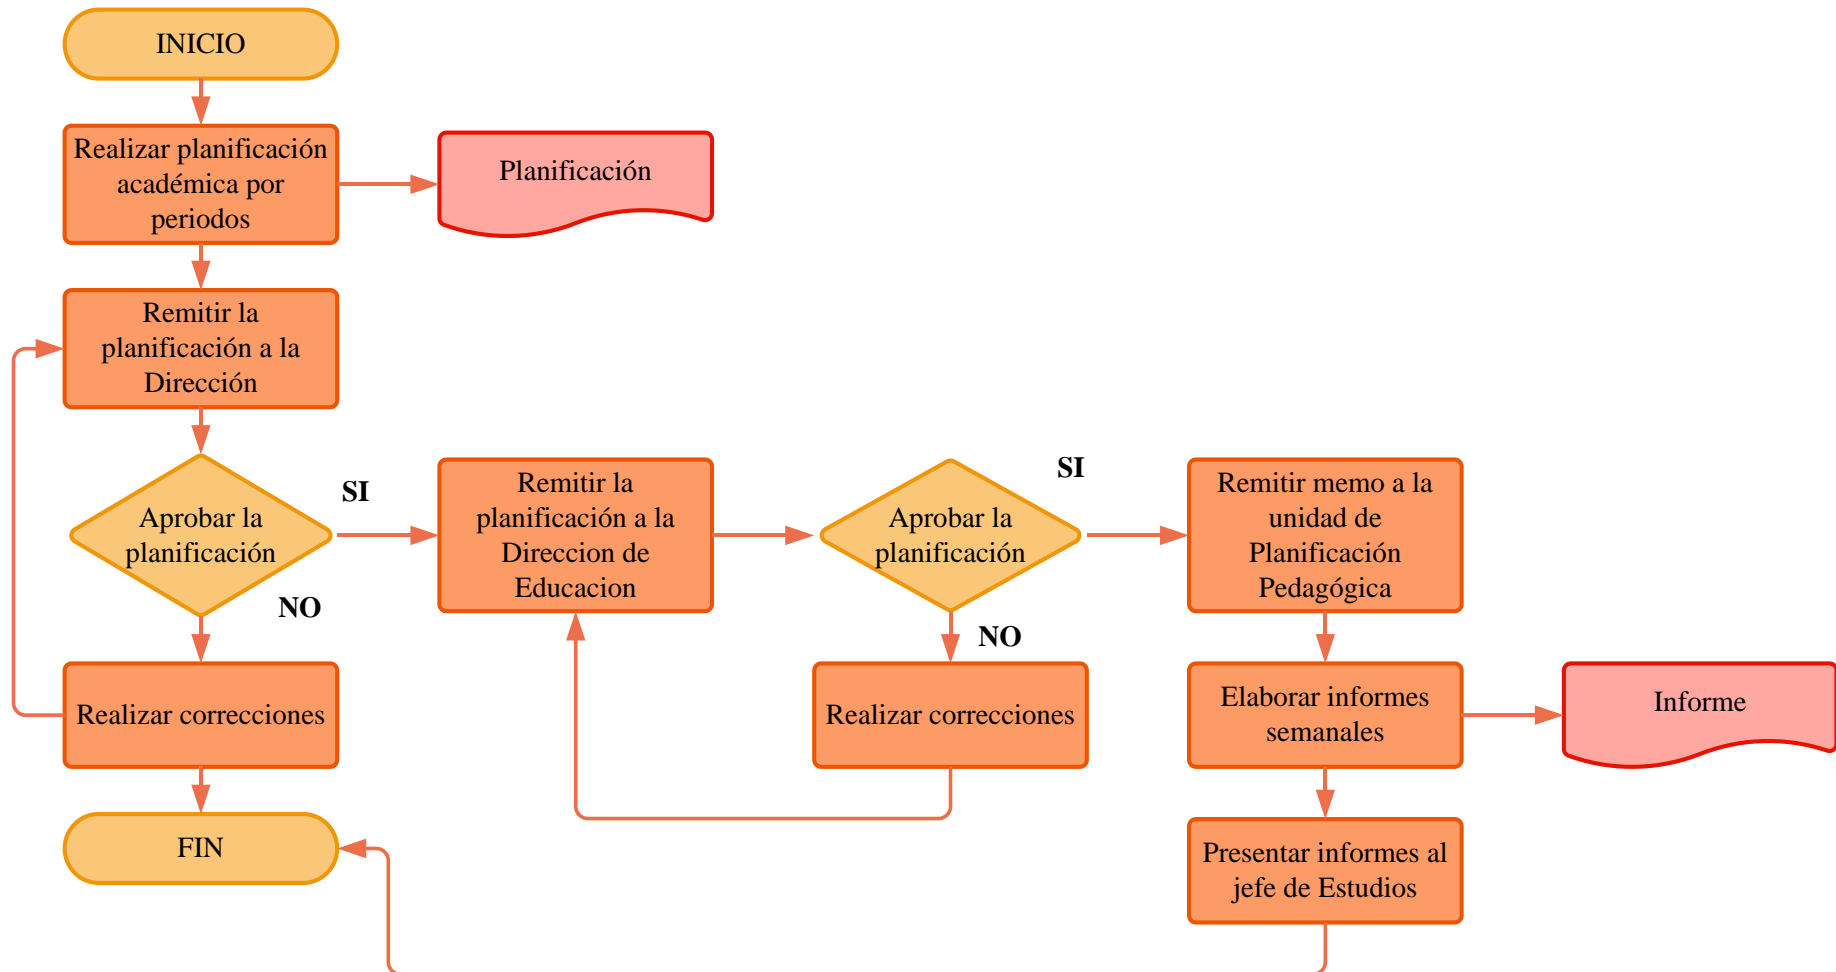 INICIO
Realizar planificación
académica por
periodos
Planificación
Remitir la
planificación a la
Dirección
Aprobar la
planificación
SI
NO
Remitir la
planificación a la
Direccion de
Educacion
Aprobar la
planificación
SI
NO
Remitir memo a la
unidad de
Planificación
Pedagógica
Realizar correcciones
Realizar correcciones
Elaborar informes
semanales
Informe
FIN
Presentar informes al
jefe de Estudios